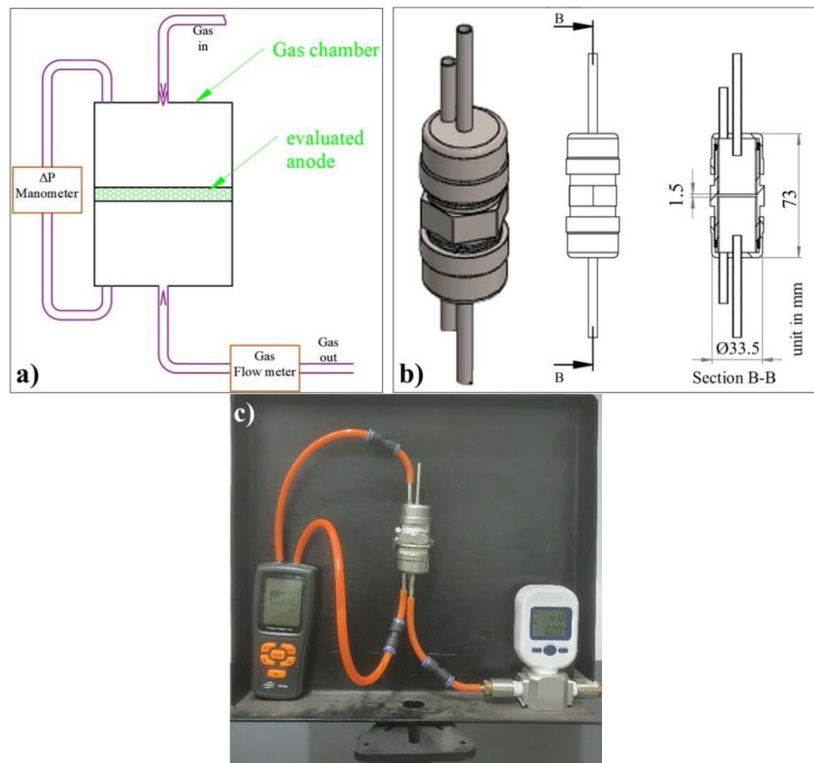 Gas
in
Gas chamber
evaluated
anode
ΔP
Manometer
Gas
out
Gas
Flow meter
a)
B
B
1.5
73
Ø33.5
unit in mm
Section B-B
b)
c)